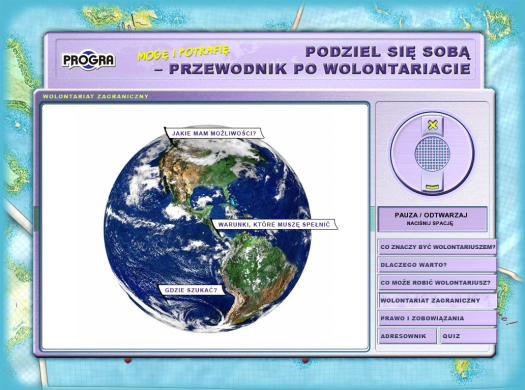 PROGRA
MOGĘ I POTRAFIĘ
PODZIEL SIĘ SOBĄ
– PRZEWODNIK PO WOLONTARIACIE
WOLONTARIAT ZAGRANICZNY
JAKIE MAM MOŻLIWOŚCI?
WARUNKI, KTÓRE MUSZĘ SPEŁNIĆ
GDZIE SZUKAĆ?
PAUZA / ODTWARZAJ
NACIŚNIJ SPACJĘ
CO ZNACZY BYĆ WOLONTARIUSZEM?
DLACZEGO WARTO?
CO MOŻE ROBIĆ WOLONTARIUSZ?
WOLONTARIAT ZAGRANICZNY
PRAWO I ZOBOWIĄZANIA
ADRESOWNIK
QUIZ